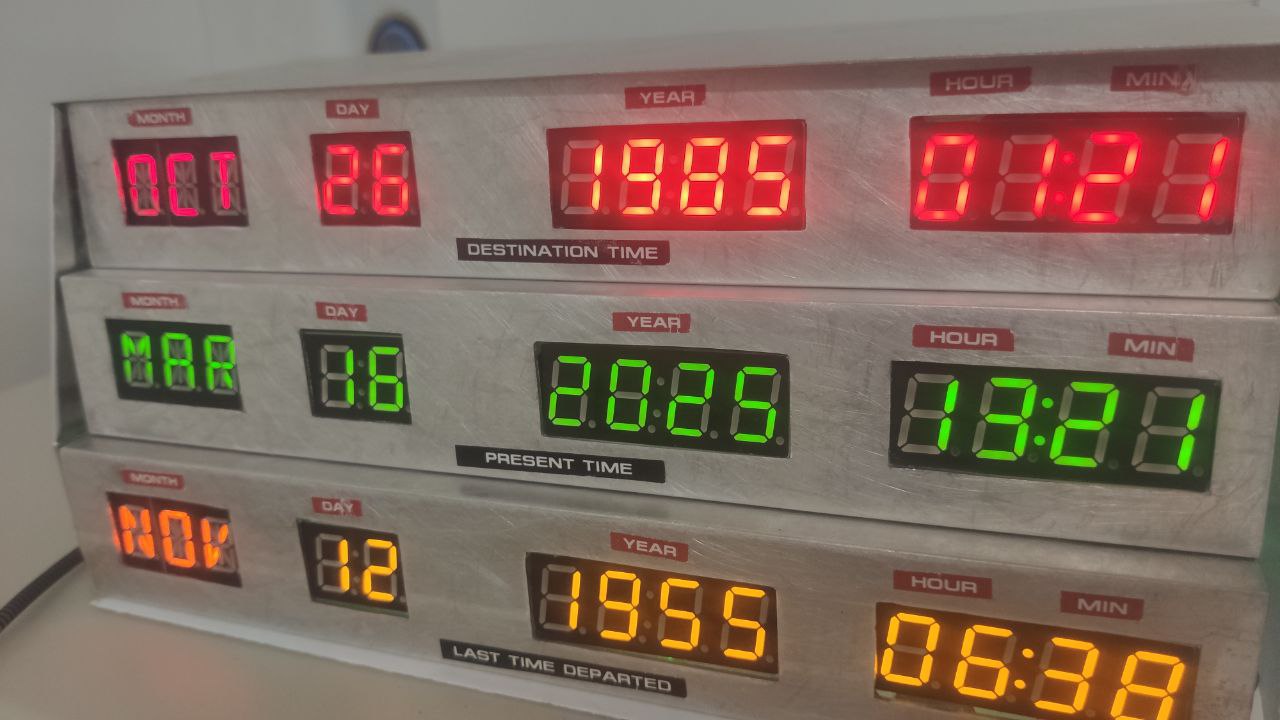 MONTH DAY YEAR HOUR MIN
OCT 26 1985 01:21
DESTINATION TIME
MONTH DAY YEAR HOUR MIN
MAR 16 2025 13:21
PRESENT TIME
MONTH DAY YEAR HOUR MIN
NOV 12 1955 06:38
LAST TIME DEPARTED